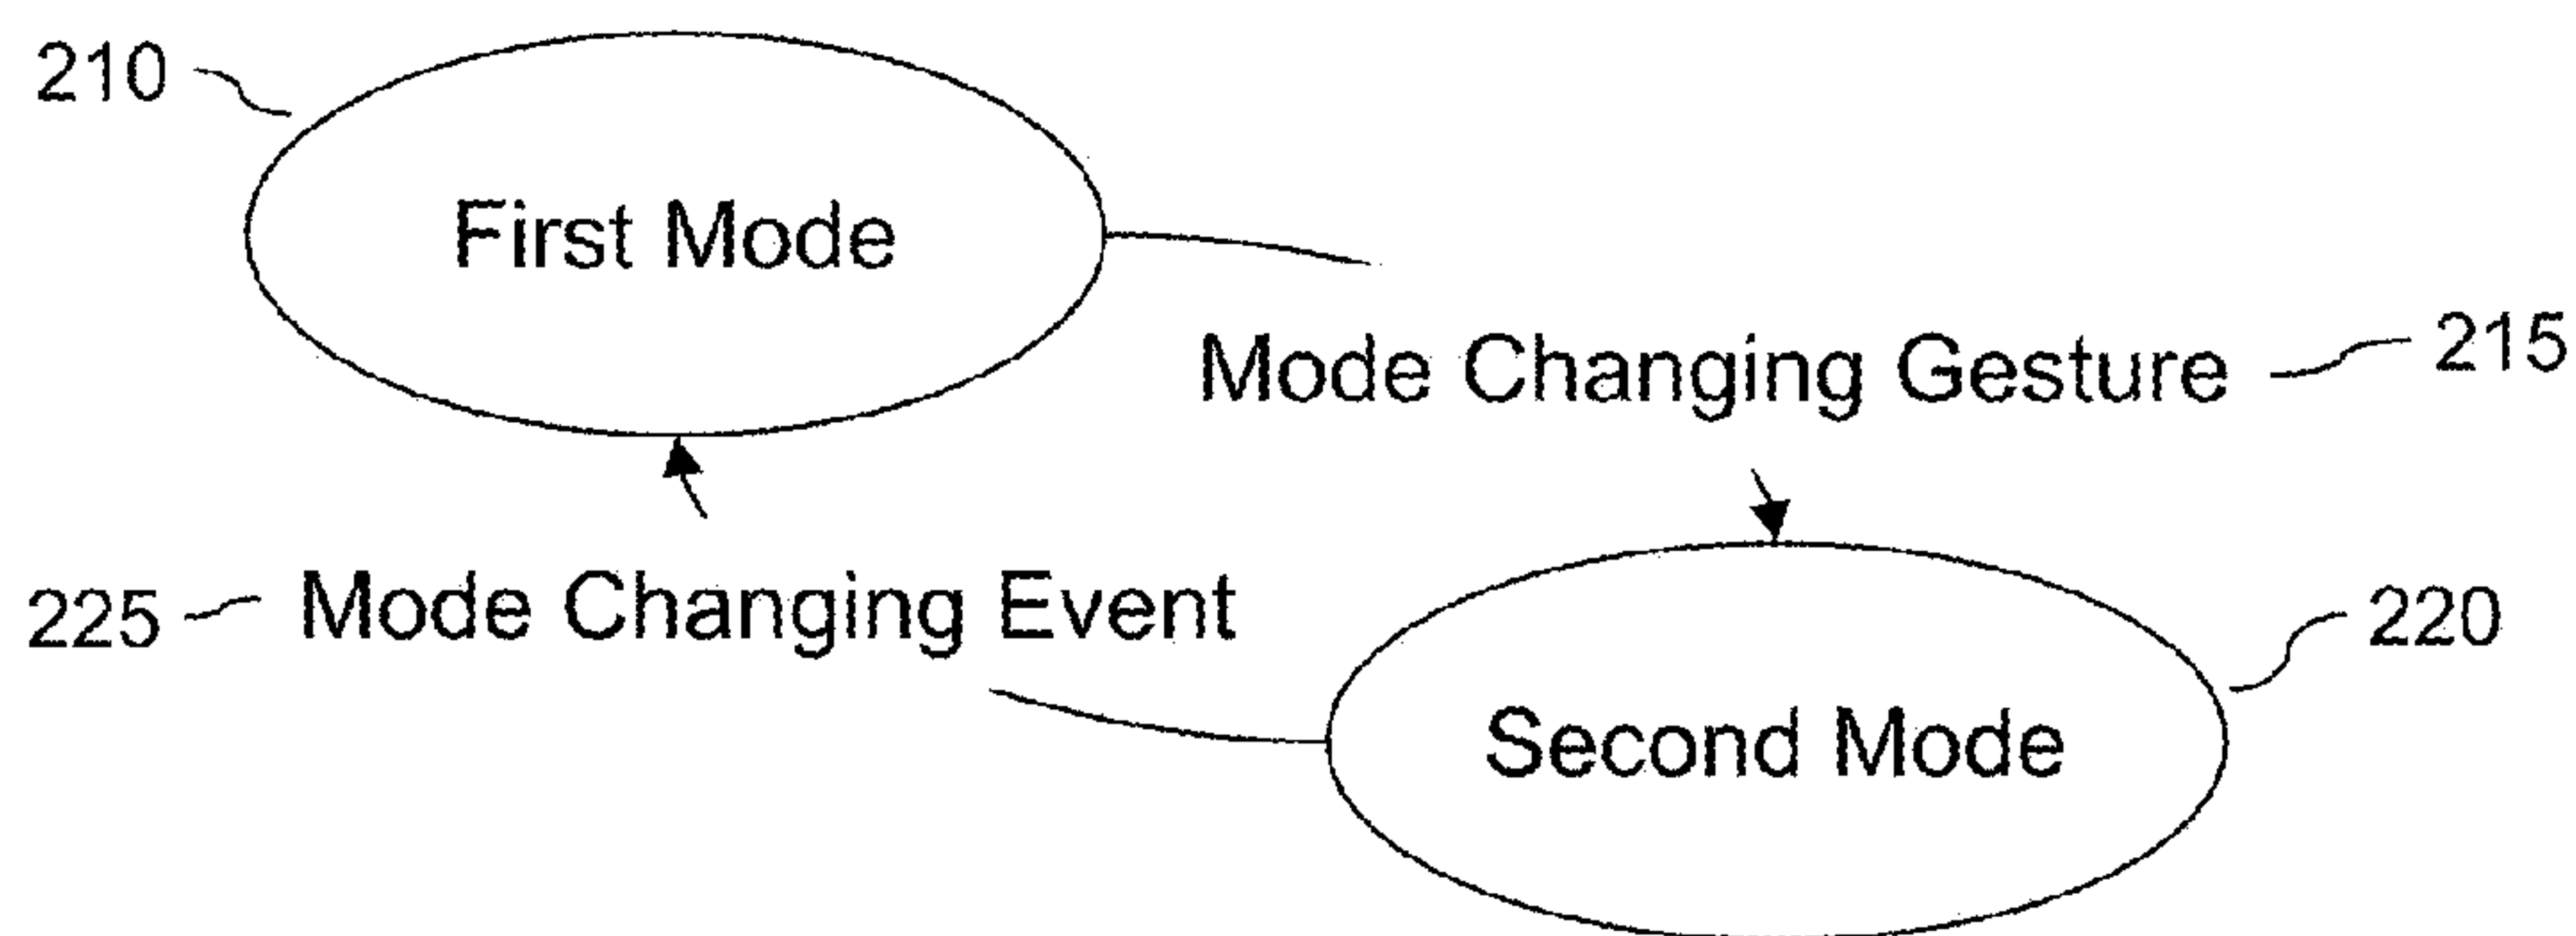 210
First Mode
Mode Changing Gesture 215
225 Mode Changing Event
220
Second Mode